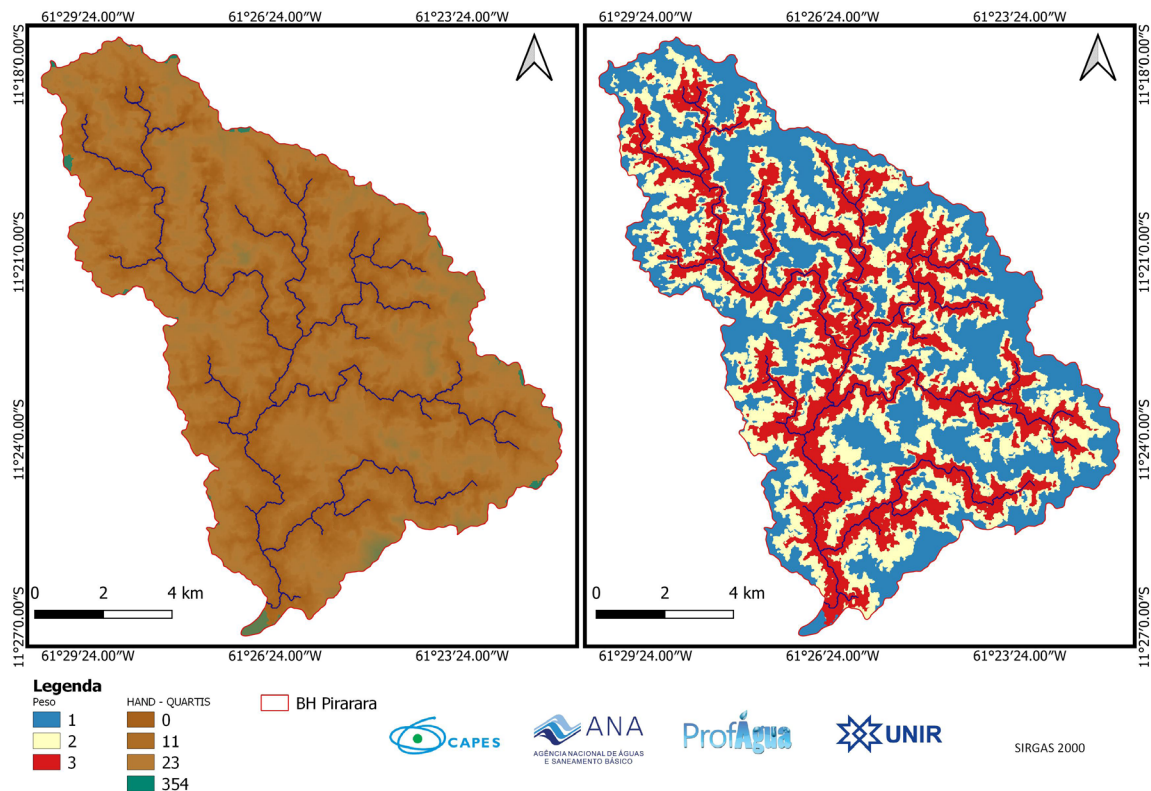 61°29′24.00″W 61°26′24.00″W 61°23′24.00″W 61°29′24.00″W 61°26′24.00″W 61°23′24.00″W
11°18′0.00″S 11°18′0.00″S
11°21′0.00″S 11°21′0.00″S
11°24′0.00″S 11°24′0.00″S
11°27′0.00″S 11°27′0.00″S
0 2 4 km 0 2 4 km
61°29′24.00″W 61°26′24.00″W 61°23′24.00″W 61°29′24.00″W 61°26′24.00″W 61°23′24.00″W
Legenda
Peso
1
2
3
HAND - QUARTIS
0
11
23
354
BH Pirarara
CAPES
ANA
AGÊNCIA NACIONAL DE ÁGUAS
E SANEAMENTO BÁSICO
ProfÁgua
UNIR
SIRGAS 2000